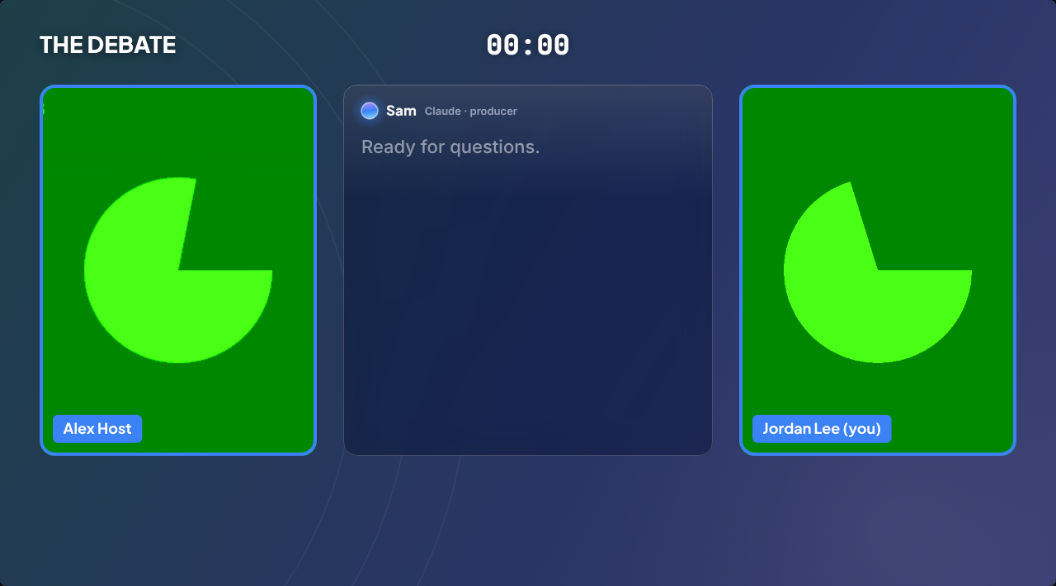 THE DEBATE
00:00
Sam Claude · producer
Ready for questions.
Alex Host
Jordan Lee (you)